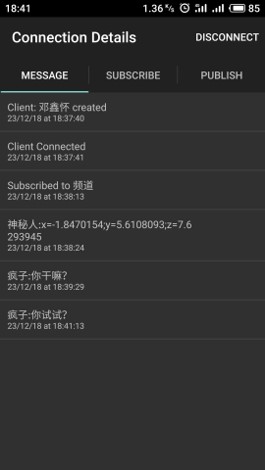 18:41
1.36 K/s
85
Connection Details
DISCONNECT
MESSAGE
SUBSCRIBE
PUBLISH
Client: 邓鑫怀 created
23/12/18 at 18:37:40
Client Connected
23/12/18 at 18:37:41
Subscribed to 频道
23/12/18 at 18:38:13
神秘人:x=-1.8470154;y=5.6108093;z=7.6
293945
23/12/18 at 18:38:24
疯子:你干嘛?
23/12/18 at 18:39:29
疯子:你试试?
23/12/18 at 18:41:13